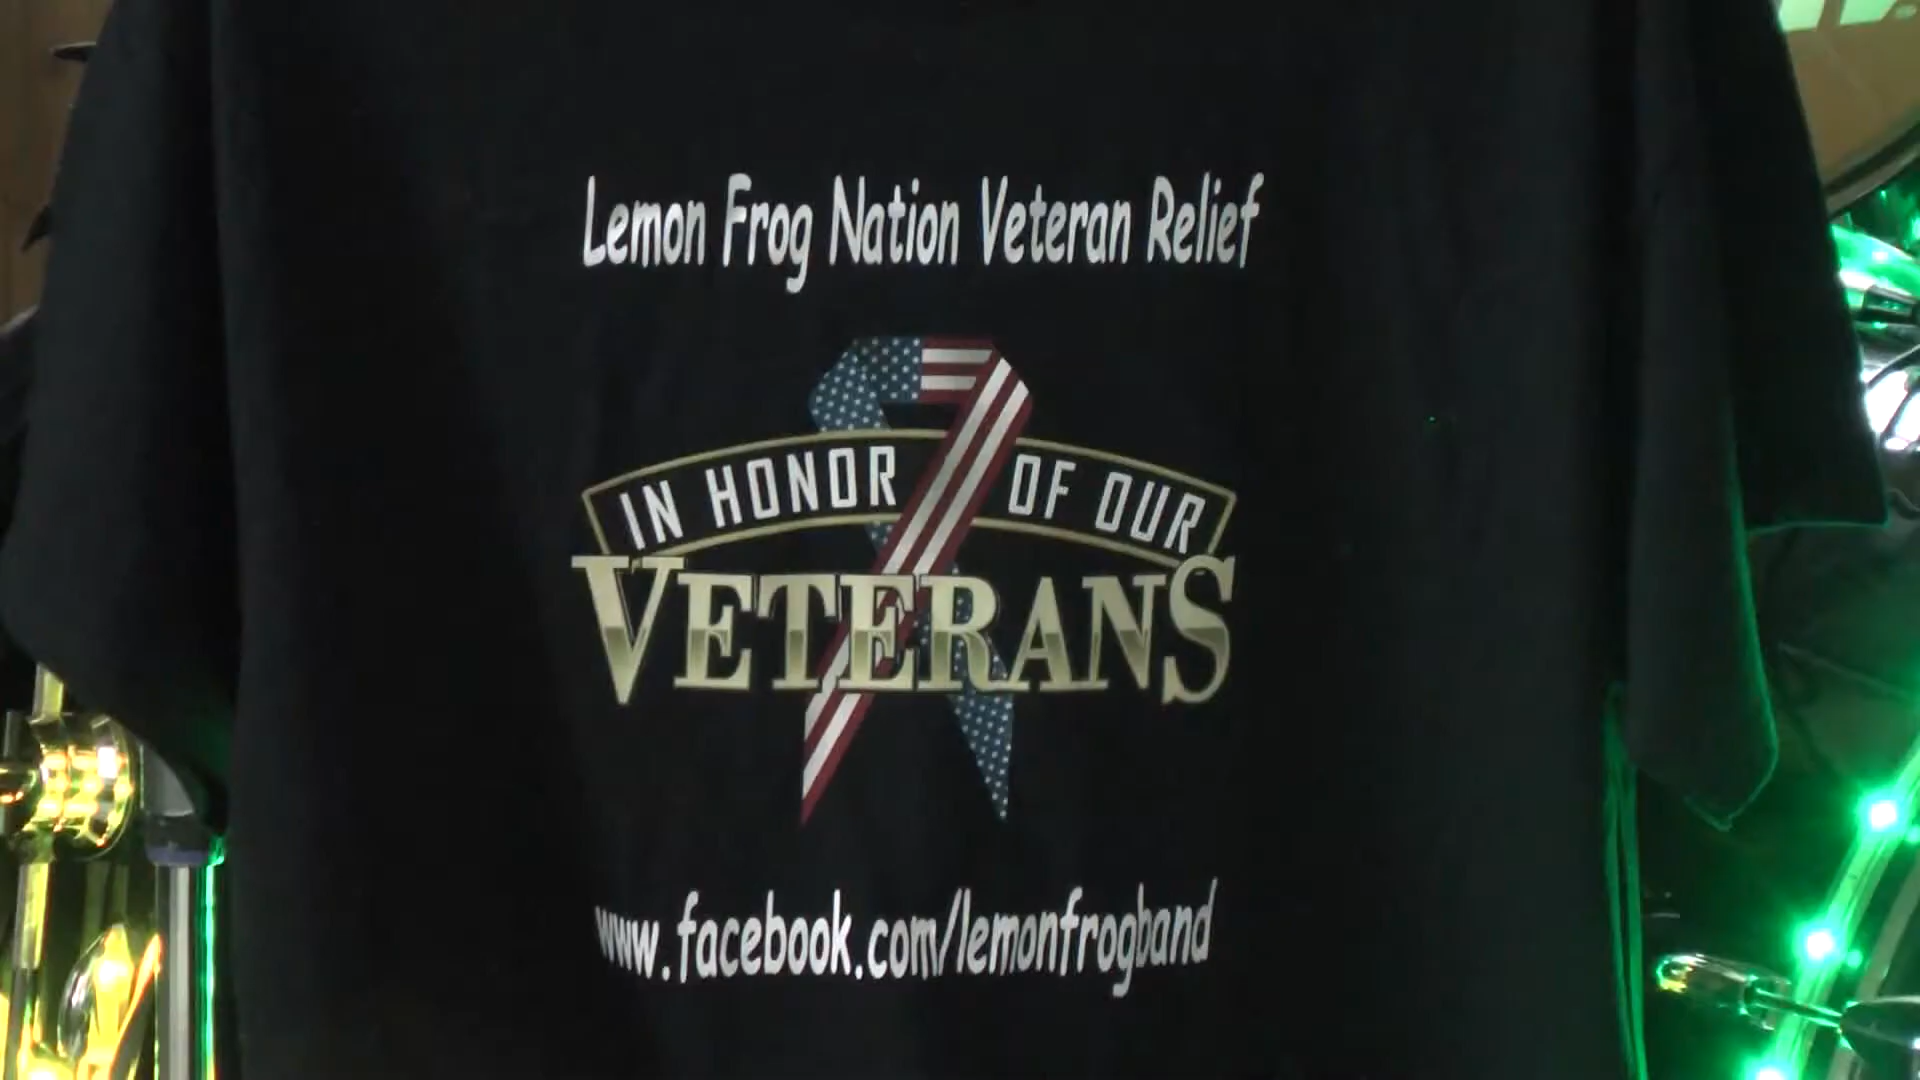 Lemon Frog Nation Veteran Relief
IN HONOR OF OUR
VETERANS
www.facebook.com/lemonfrogband